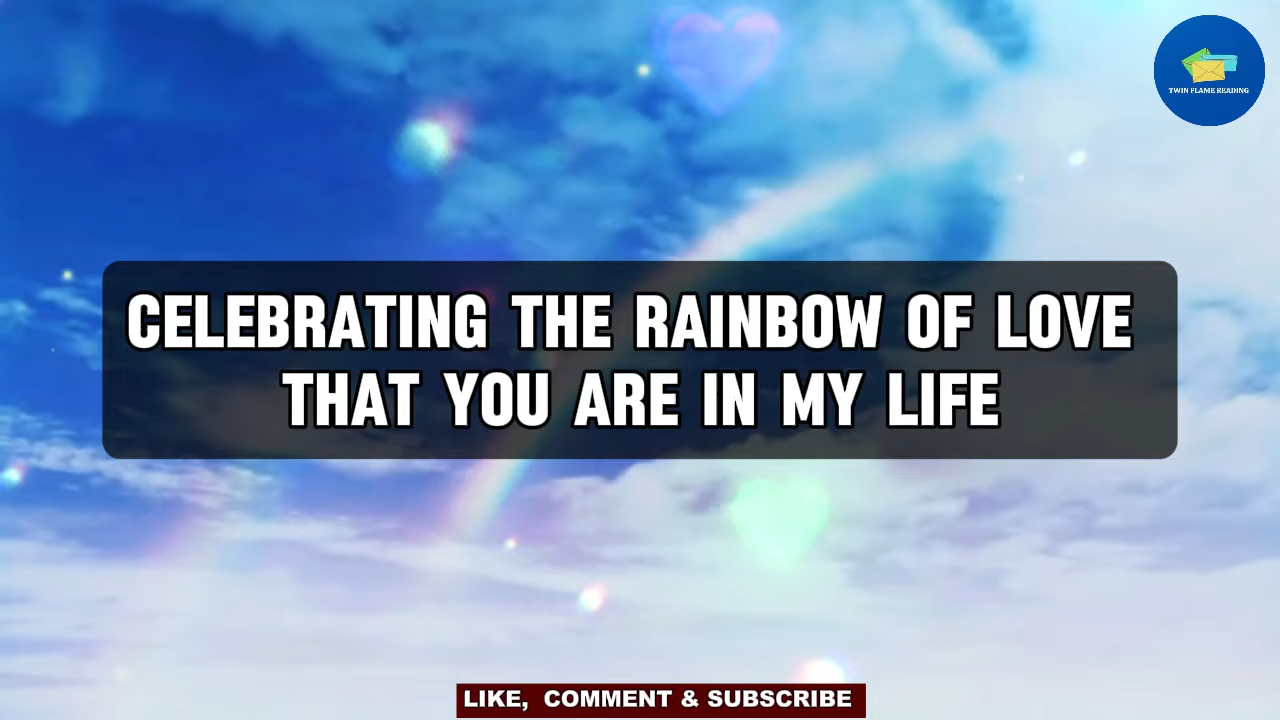 TWIN FLAME READING
CELEBRATING THE RAINBOW OF LOVE
THAT YOU ARE IN MY LIFE
LIKE, COMMENT & SUBSCRIBE